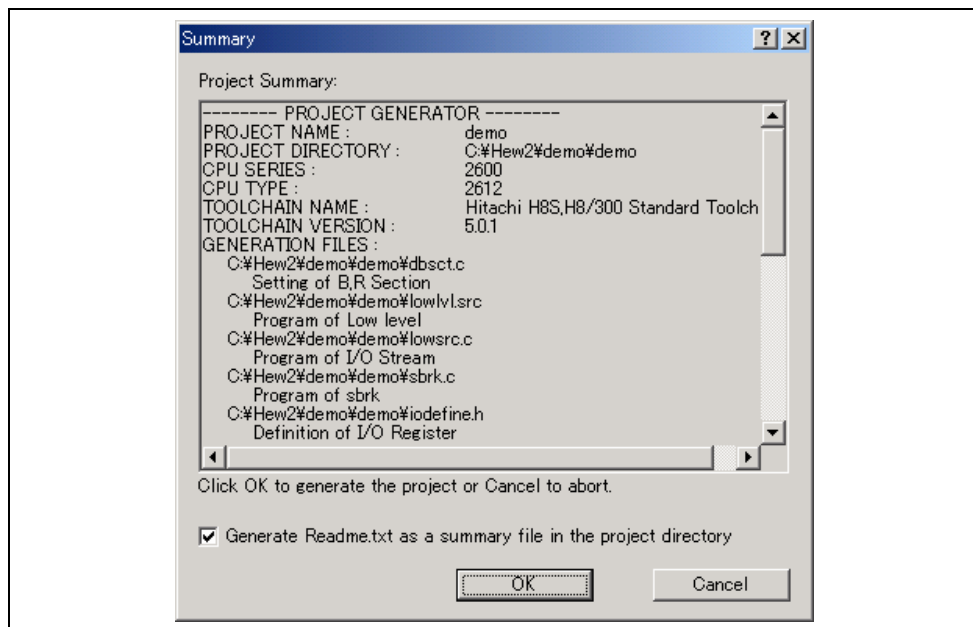 Summary
Project Summary:
-------- PROJECT GENERATOR --------
PROJECT NAME : demo
PROJECT DIRECTORY : C:¥Hew2¥demo¥demo
CPU SERIES : 2600
CPU TYPE : 2612
TOOLCHAIN NAME : Hitachi H8S,H8/300 Standard Toolch
TOOLCHAIN VERSION : 5.0.1
GENERATION FILES :
C:¥Hew2¥demo¥demo¥dbsct.c
Setting of B,R Section
C:¥Hew2¥demo¥demo¥lowlvl.src
Program of Low level
C:¥Hew2¥demo¥demo¥lowsrc.c
Program of I/O Stream
C:¥Hew2¥demo¥demo¥sbrk.c
Program of sbrk
C:¥Hew2¥demo¥demo¥iodefine.h
Definition of I/O Register
Click OK to generate the project or Cancel to abort.
Generate Readme.txt as a summary file in the project directory
OK Cancel